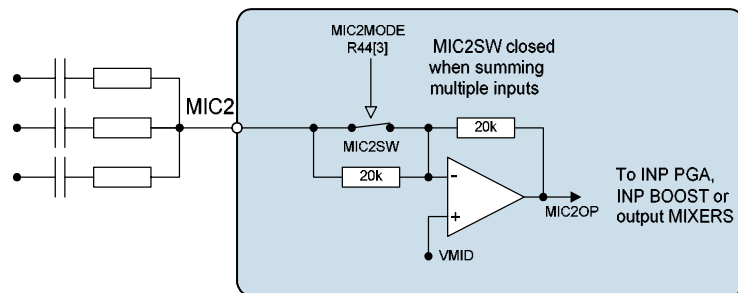 MIC2MODE
R44[3]
MIC2SW closed
when summing
multiple inputs
MIC2
MIC2SW
20k
20k
-
+
VMID
MIC2OP
To INP PGA,
INP BOOST or
output MIXERS